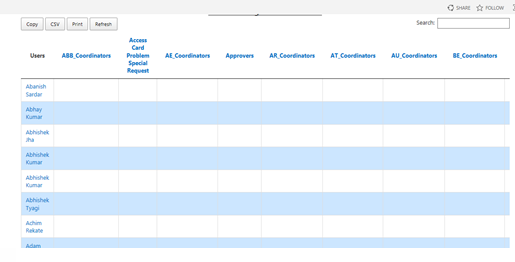 SHARE FOLLOW
Copy CSV Print Refresh Search:
Users ABB_Coordinators Access Card Problem Special Request AE_Coordinators Approvers AR_Coordinators AT_Coordinators AU_Coordinators BE_Coordinators
Abanish
Sardar
Abhay
Kumar
Abhishek
Jha
Abhishek
Kumar
Abhishek
Kumar
Abhishek
Tyagi
Achim
Rekate
Adam